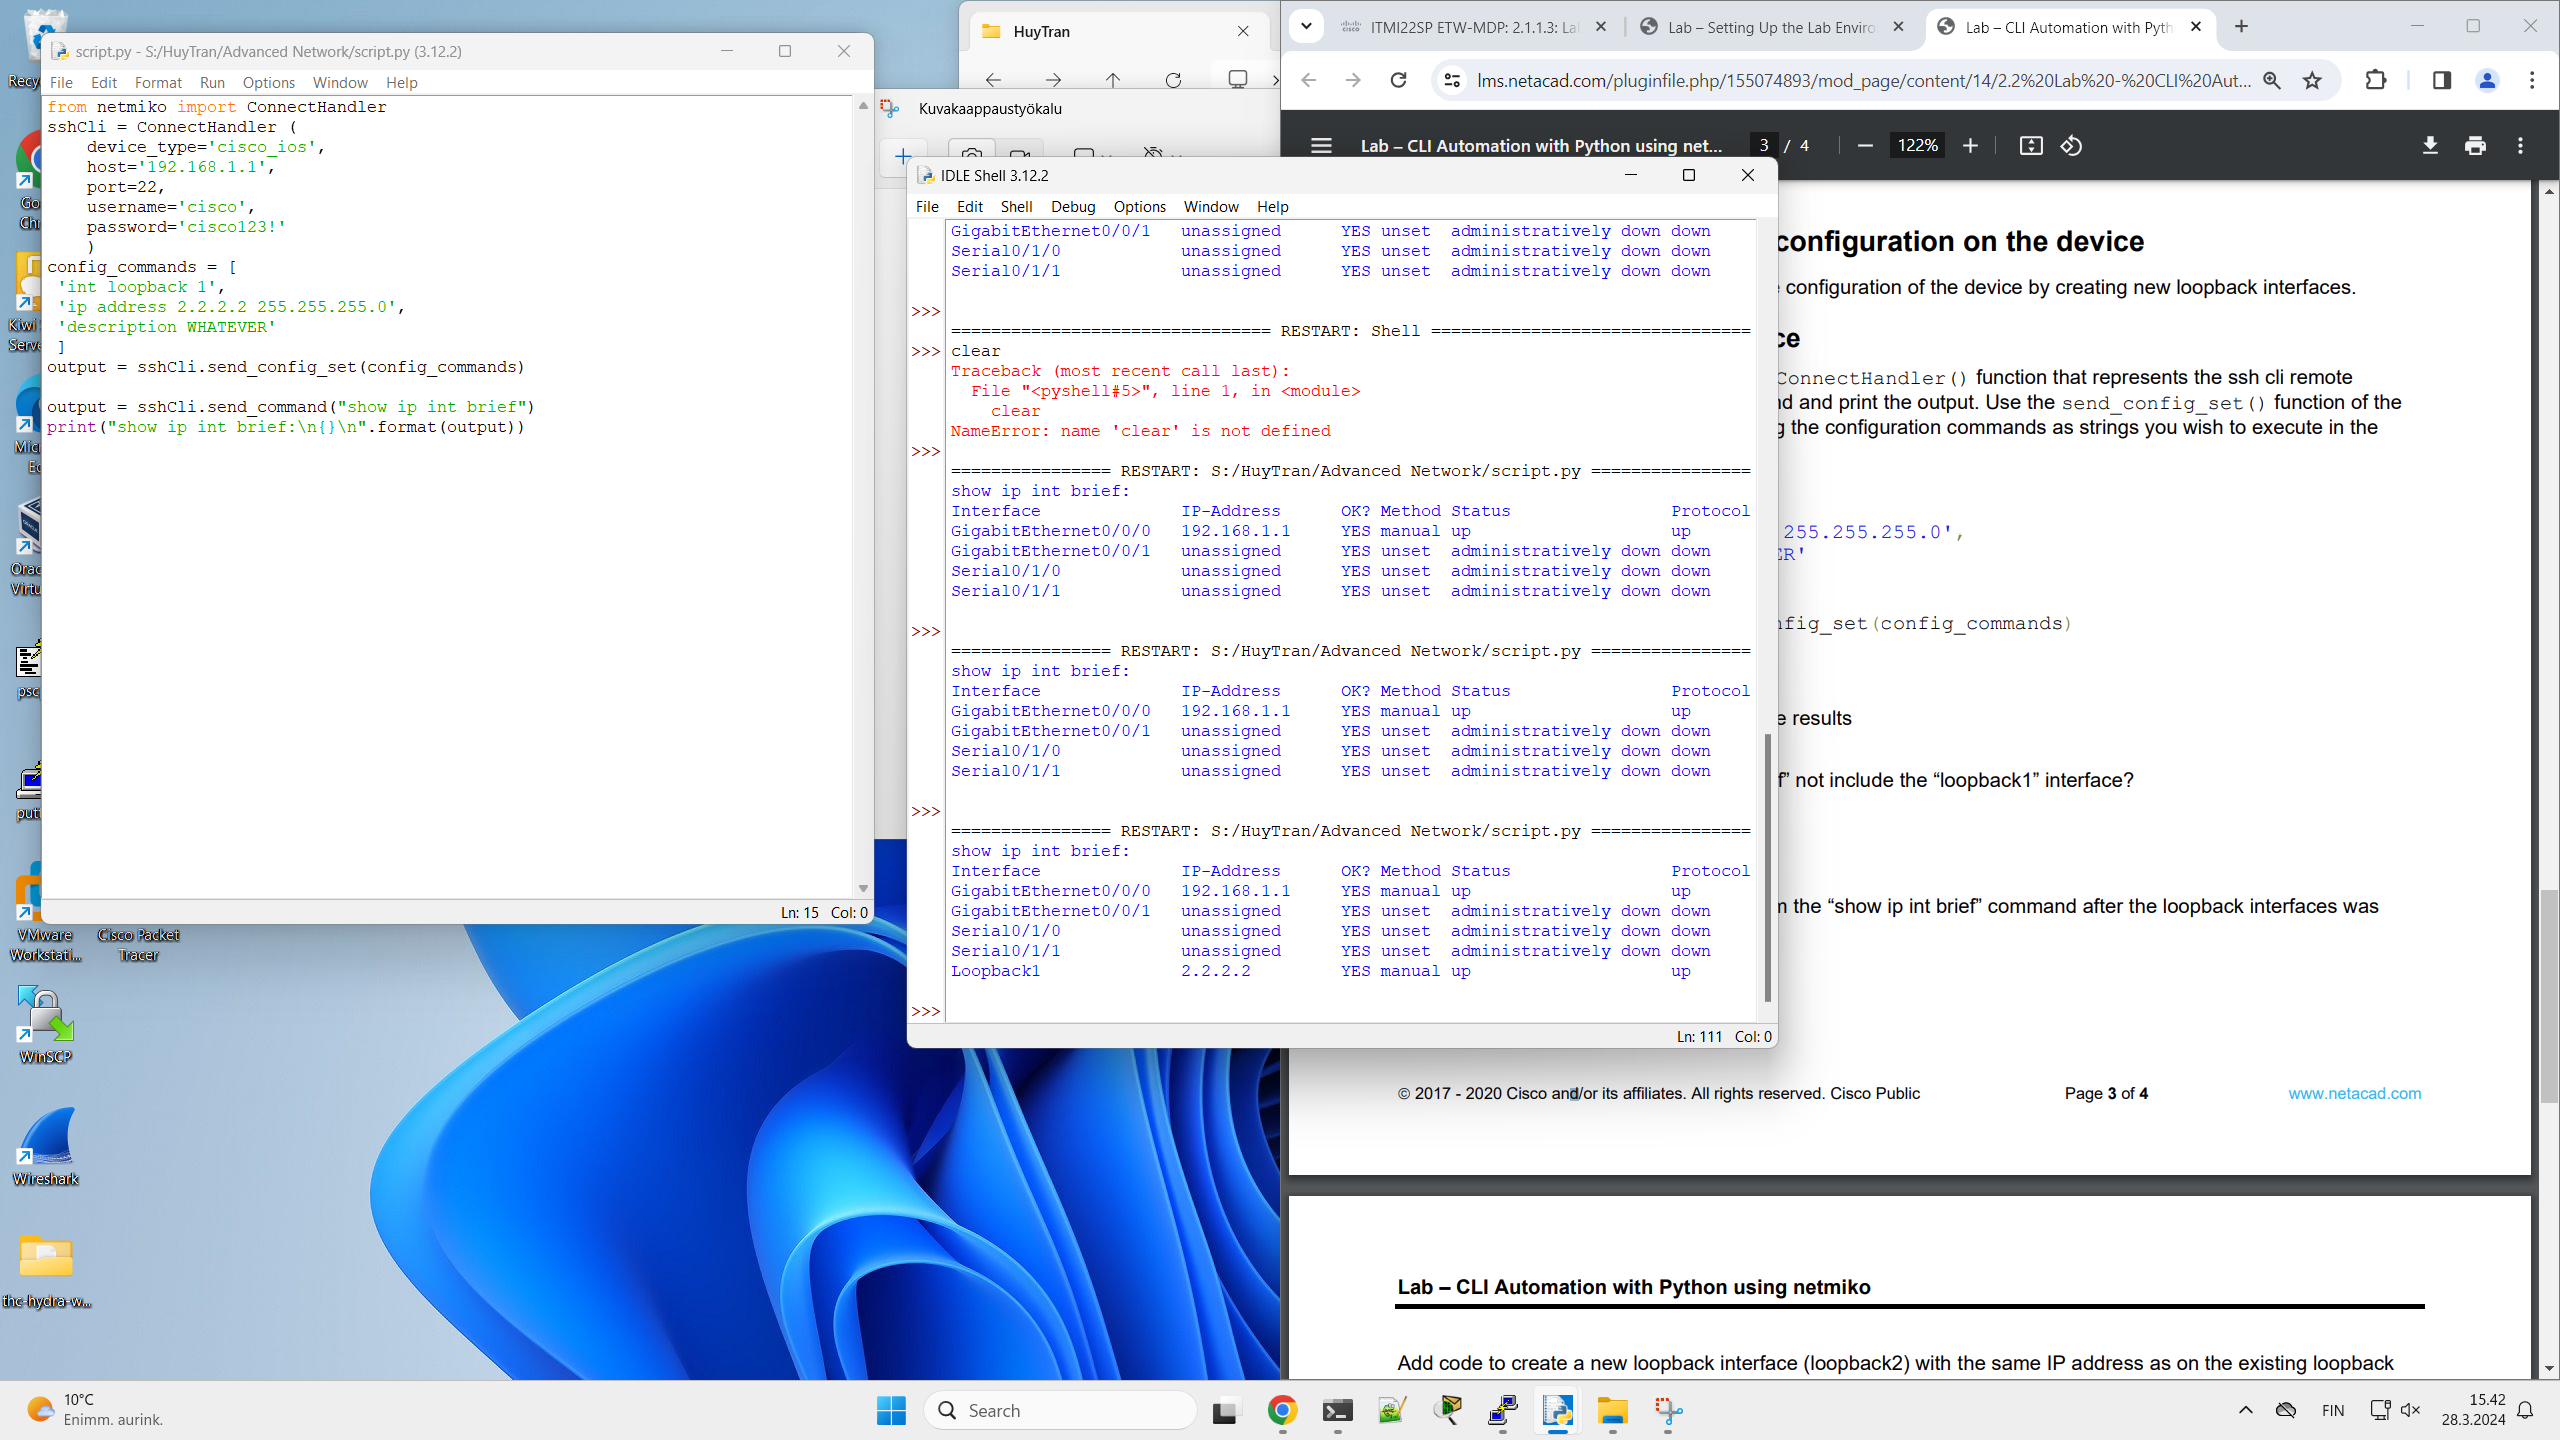 script.py - S:/HuyTran/Advanced Network/script.py (3.12.2)
File Edit Format Run Options Window Help
from netmiko import ConnectHandler
sshCli = ConnectHandler (
    device_type='cisco_ios',
    host='192.168.1.1',
    port=22,
    username='cisco',
    password='cisco123!'
    )
config_commands = [
 'int loopback 1',
 'ip address 2.2.2.2 255.255.255.0',
 'description WHATEVER'
 ]
output = sshCli.send_config_set(config_commands)
output = sshCli.send_command("show ip int brief")
print("show ip int brief:\n{}\n".format(output))
Ln: 15 Col: 0
VMware Workstati...
Cisco Packet Tracer
WinSCP
Wireshark
thc-hydra-w...
HuyTran
Kuvakaappaustyökalu
IDLE Shell 3.12.2
File Edit Shell Debug Options Window Help
GigabitEthernet0/0/1 unassigned YES unset administratively down down
Serial0/1/0 unassigned YES unset administratively down down
Serial0/1/1 unassigned YES unset administratively down down
>>>
================================ RESTART: Shell ================================
>>> clear
Traceback (most recent call last):
  File "<pyshell#5>", line 1, in <module>
    clear
NameError: name 'clear' is not defined
>>>
================ RESTART: S:/HuyTran/Advanced Network/script.py ================
show ip int brief:
Interface IP-Address OK? Method Status Protocol
GigabitEthernet0/0/0 192.168.1.1 YES manual up up
GigabitEthernet0/0/1 unassigned YES unset administratively down down
Serial0/1/0 unassigned YES unset administratively down down
Serial0/1/1 unassigned YES unset administratively down down
>>>
================ RESTART: S:/HuyTran/Advanced Network/script.py ================
show ip int brief:
Interface IP-Address OK? Method Status Protocol
GigabitEthernet0/0/0 192.168.1.1 YES manual up up
GigabitEthernet0/0/1 unassigned YES unset administratively down down
Serial0/1/0 unassigned YES unset administratively down down
Serial0/1/1 unassigned YES unset administratively down down
>>>
================ RESTART: S:/HuyTran/Advanced Network/script.py ================
show ip int brief:
Interface IP-Address OK? Method Status Protocol
GigabitEthernet0/0/0 192.168.1.1 YES manual up up
GigabitEthernet0/0/1 unassigned YES unset administratively down down
Serial0/1/0 unassigned YES unset administratively down down
Serial0/1/1 unassigned YES unset administratively down down
Loopback1 2.2.2.2 YES manual up up
>>>
Ln: 111 Col: 0
ITMI22SP ETW-MDP: 2.1.1.3: La
Lab – Setting Up the Lab Enviro
Lab – CLI Automation with Pyth
lms.netacad.com/pluginfile.php/155074893/mod_page/content/14/2.2%20Lab%20-%20CLI%20Aut...
Lab – CLI Automation with Python using net... 3 / 4 122%
configuration on the device
configuration of the device by creating new loopback interfaces.
ce
ConnectHandler() function that represents the ssh cli remote
d and print the output. Use the send_config_set() function of the
g the configuration commands as strings you wish to execute in the
255.255.255.0',
ER'
nfig_set(config_commands)
e results
f” not include the “loopback1” interface?
m the “show ip int brief” command after the loopback interfaces was
© 2017 - 2020 Cisco and/or its affiliates. All rights reserved. Cisco Public Page 3 of 4 www.netacad.com
Lab – CLI Automation with Python using netmiko
Add code to create a new loopback interface (loopback2) with the same IP address as on the existing loopback
10°C
Enimm. aurink.
Search
FIN
15.42
28.3.2024